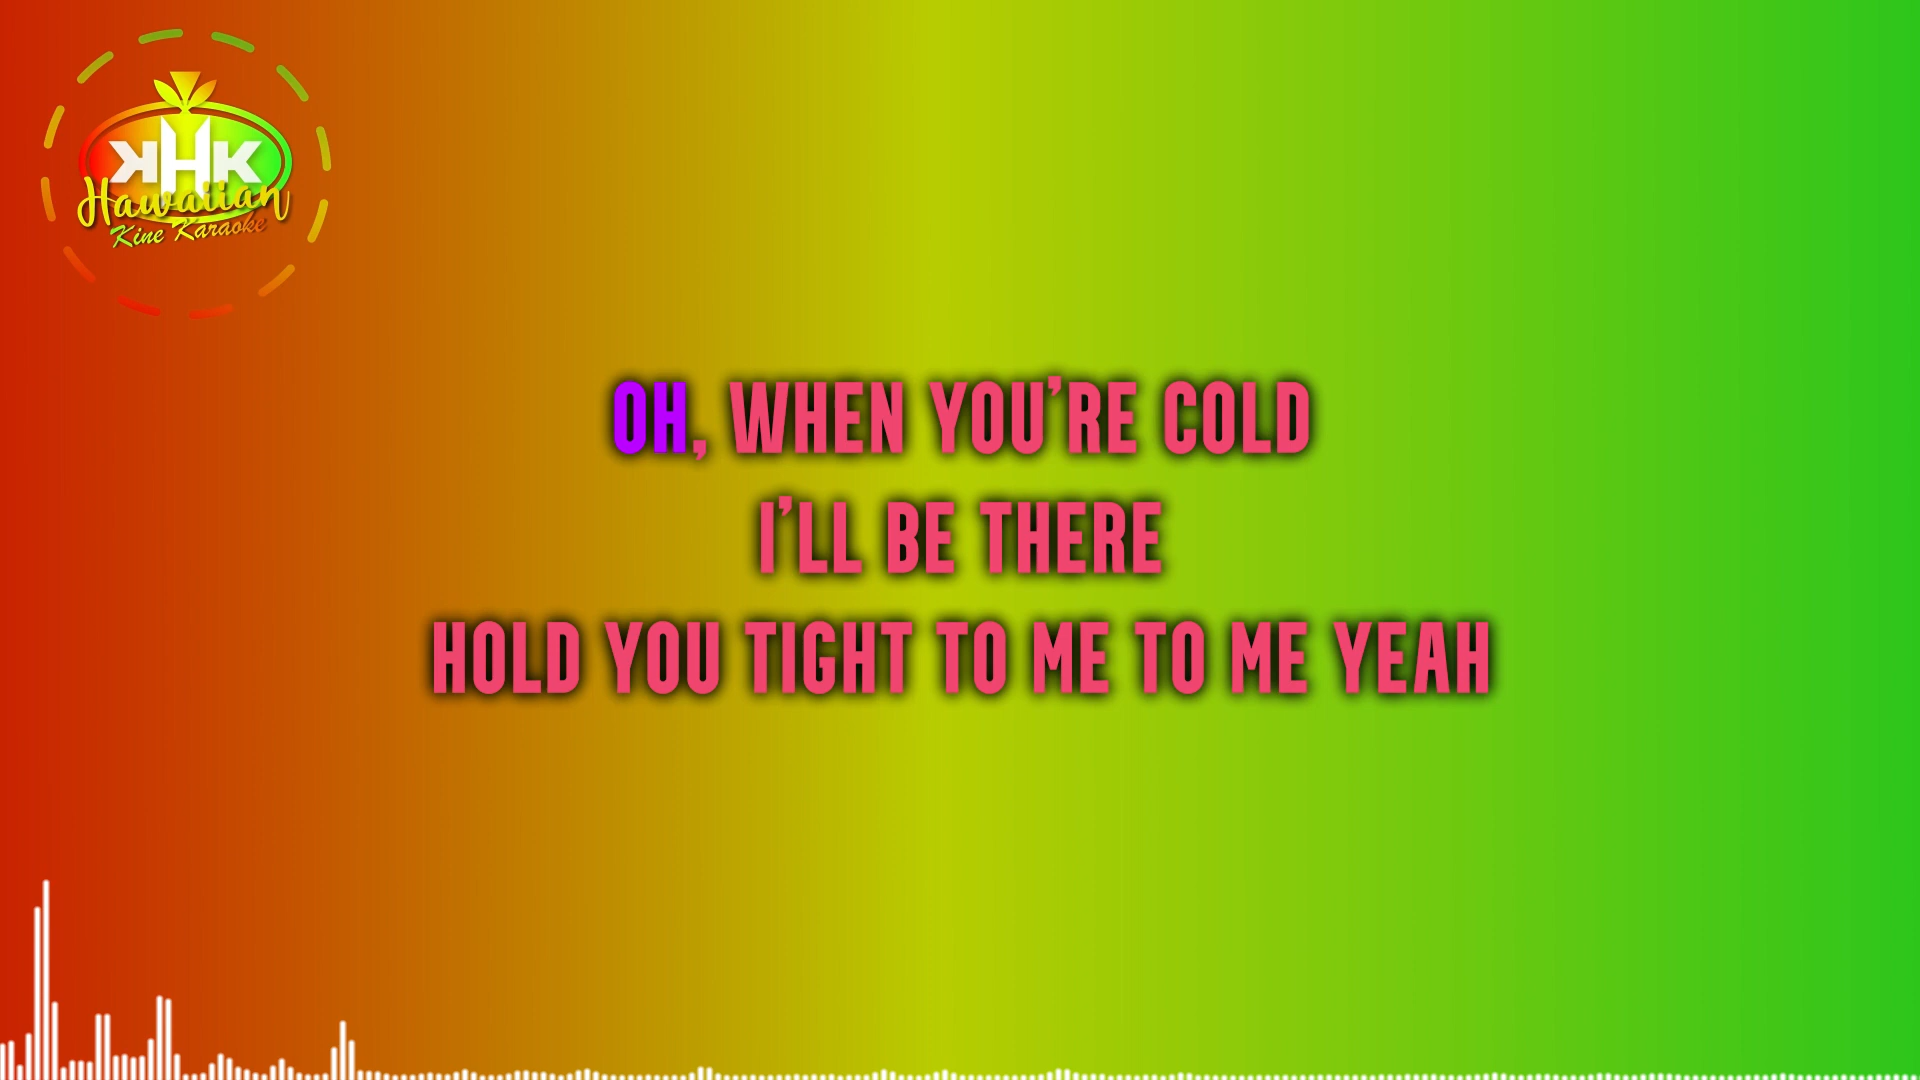 KHK
Hawaiian
Kine Karaoke
OH, WHEN YOU'RE COLD
I'LL BE THERE
HOLD YOU TIGHT TO ME TO ME YEAH